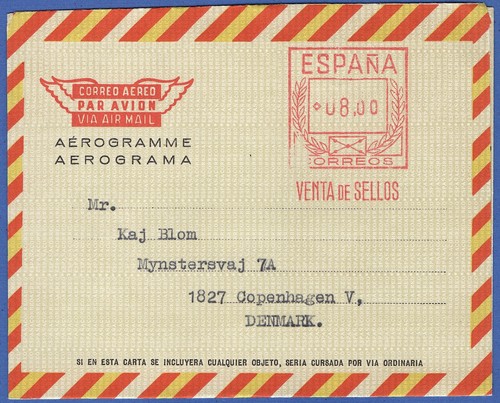 CORREO AEREO
PAR AVION
VIA AIR MAIL
AÉROGRAMME
AEROGRAMA
ESPAÑA
08,00
CORREOS
VENTA DE SELLOS
Mr.
Kaj Blom
Mynstersvaj 7A
1827 Copenhagen V,
DENMARK.
SI EN ESTA CARTA SE INCLUYERA CUALQUIER OBJETO, SERIA CURSADA POR VIA ORDINARIA